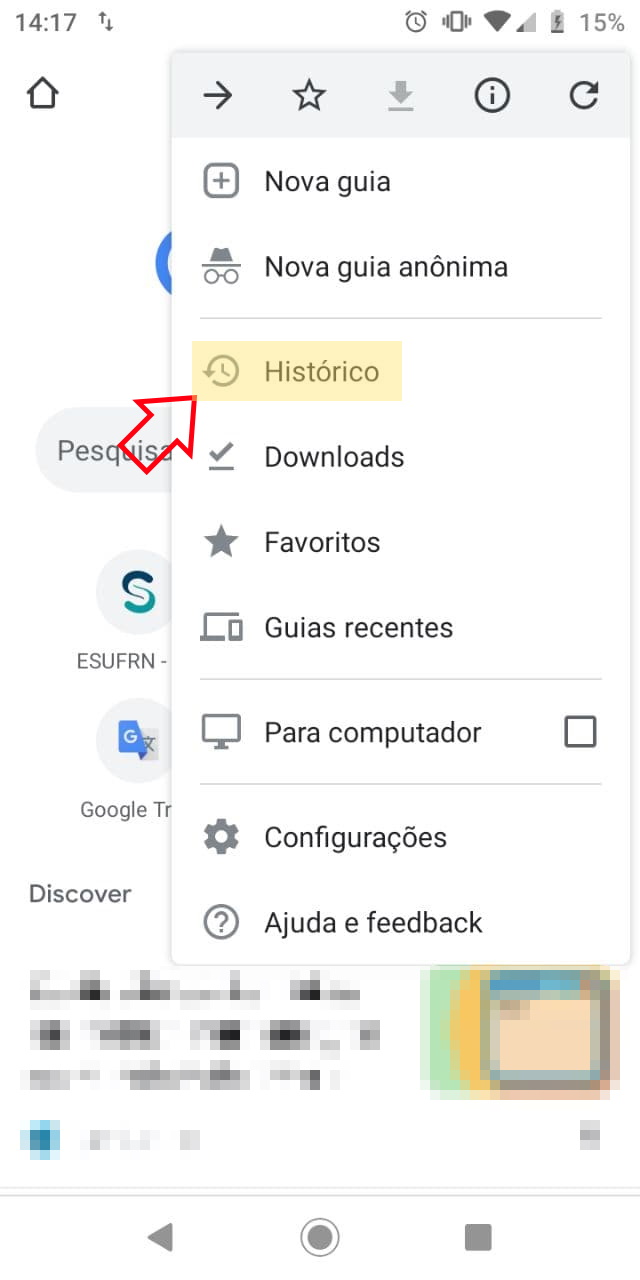 14:17
15%
Nova guia
Nova guia anônima
Histórico
Pesquisa
Downloads
Favoritos
Guias recentes
ESUFRN -
Para computador
Google Tr
Configurações
Discover
Ajuda e feedback